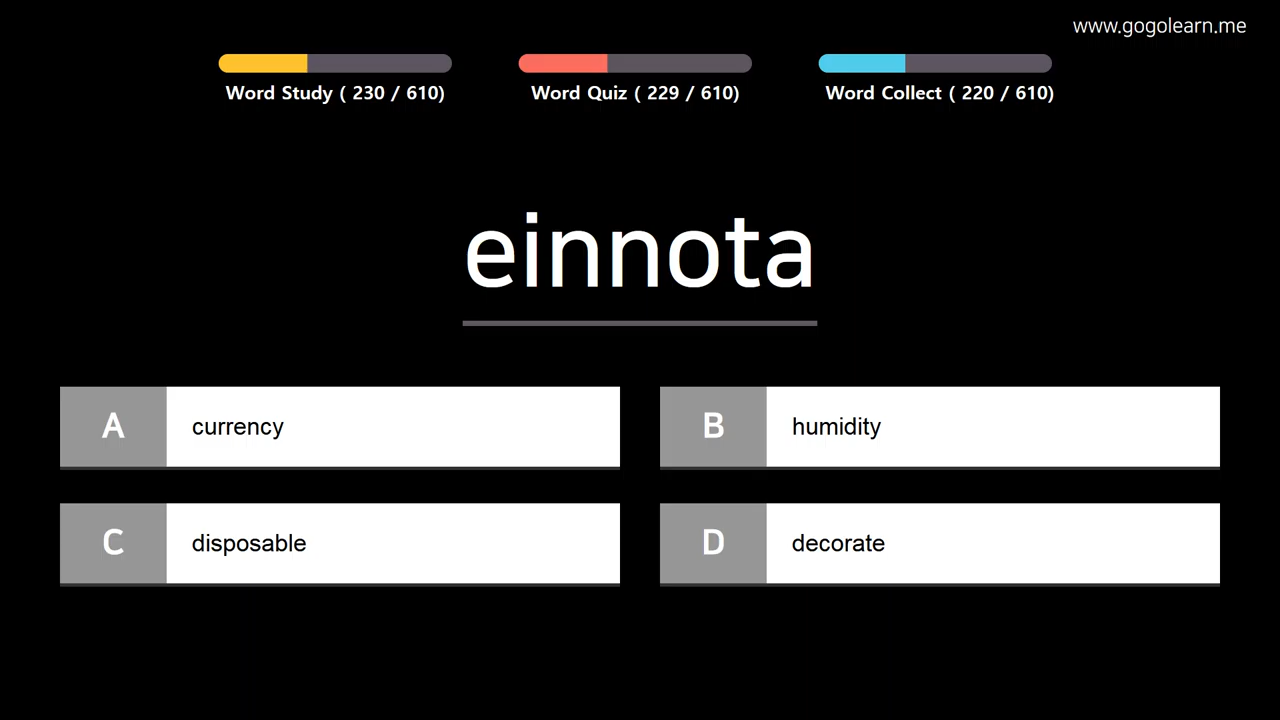 www.gogolearn.me
Word Study ( 230 / 610)
Word Quiz ( 229 / 610)
Word Collect ( 220 / 610)
einnota
A currency
B humidity
C disposable
D decorate